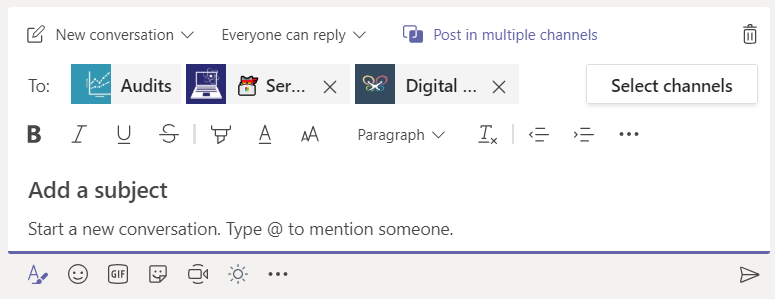 New conversation Everyone can reply Post in multiple channels
To: Audits Ser... Digital ... Select channels
B I U S A AA Paragraph Tx
Add a subject
Start a new conversation. Type @ to mention someone.
GIF